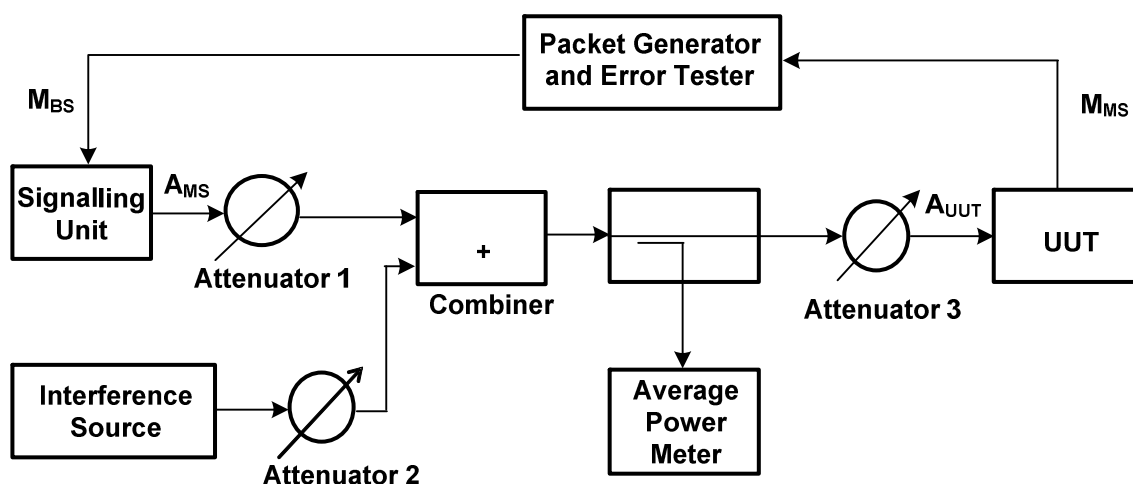 Packet Generator
and Error Tester
M_BS
M_MS
Signalling
Unit
A_MS
Attenuator 1
+
Combiner
A_UUT
Attenuator 3
UUT
Interference
Source
Attenuator 2
Average
Power
Meter